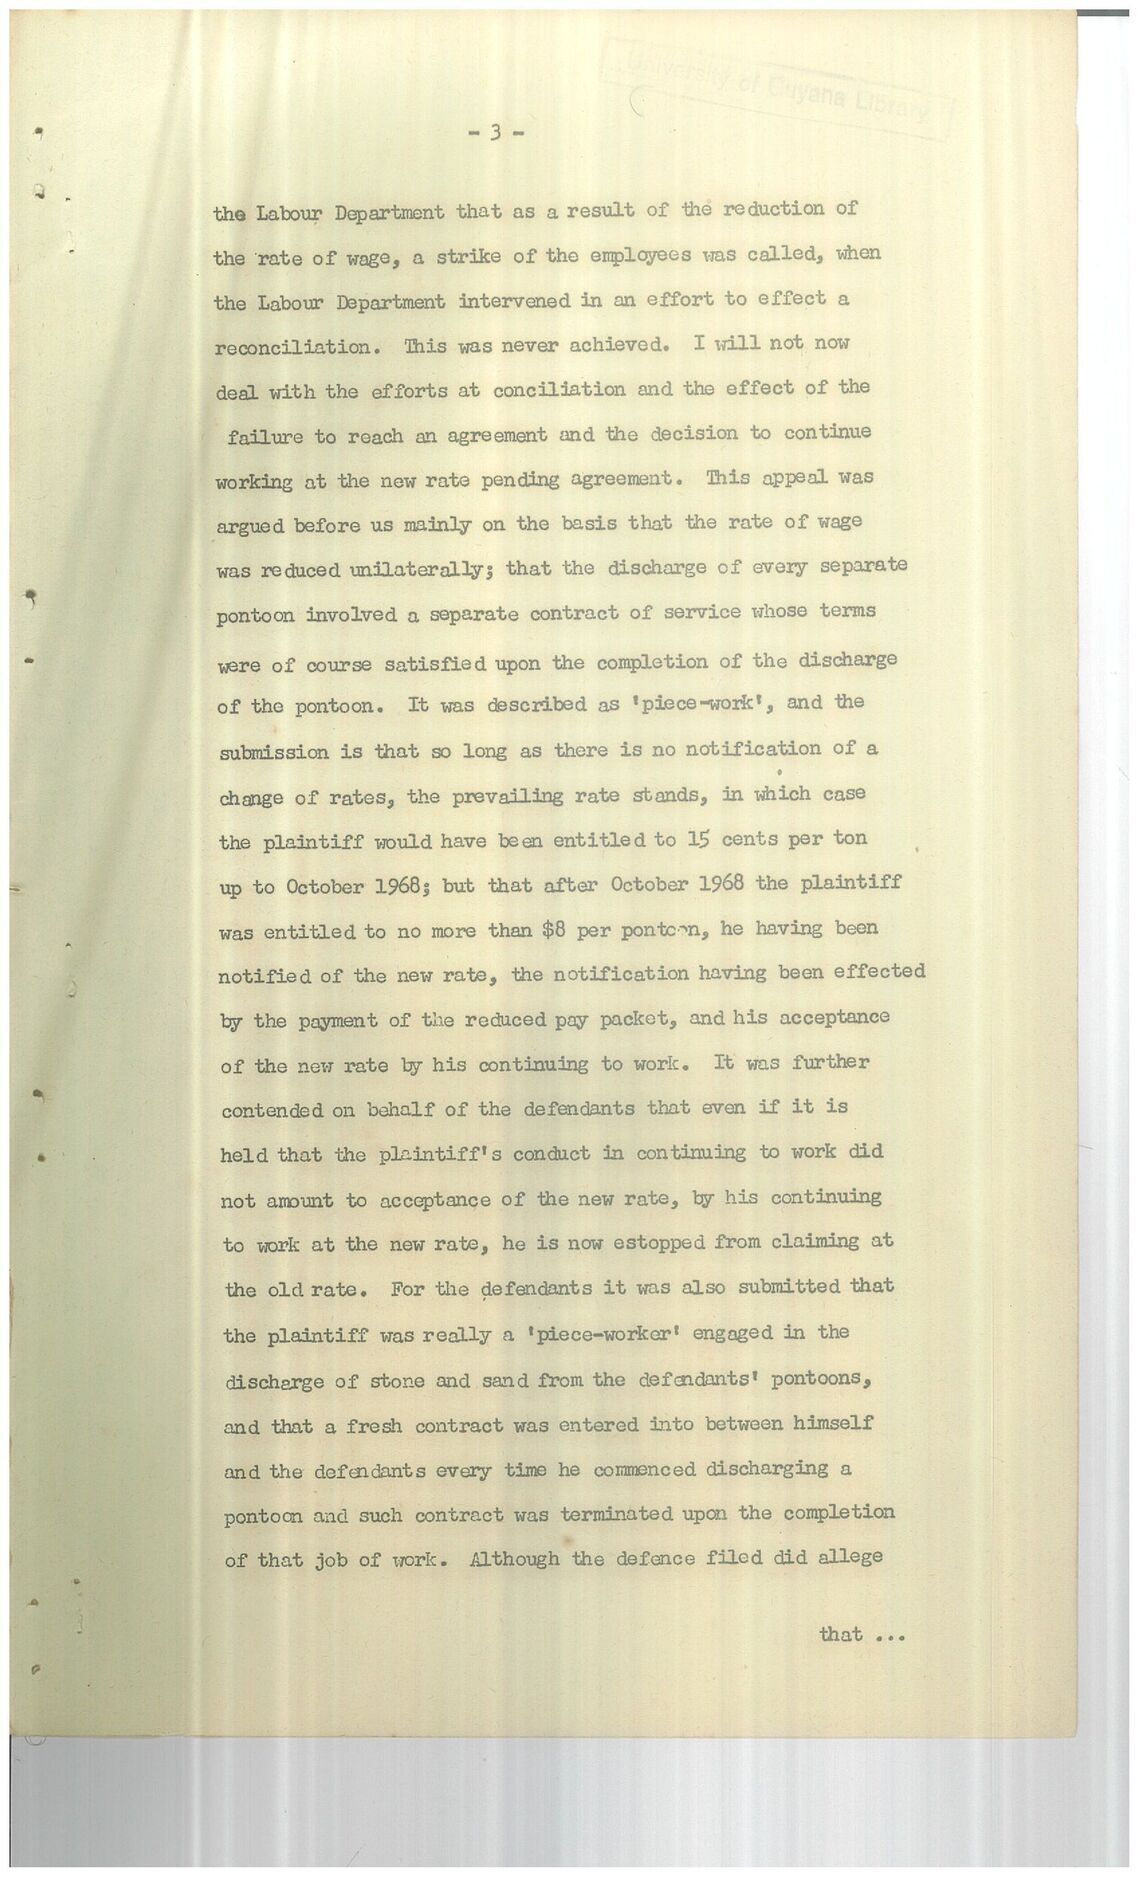 University of Guyana Library
- 3 -
the Labour Department that as a result of the reduction of
the rate of wage, a strike of the employees was called, when
the Labour Department intervened in an effort to effect a
reconciliation. This was never achieved. I will not now
deal with the efforts at conciliation and the effect of the
failure to reach an agreement and the decision to continue
working at the new rate pending agreement. This appeal was
argued before us mainly on the basis that the rate of wage
was reduced unilaterally; that the discharge of every separate
pontoon involved a separate contract of service whose terms
were of course satisfied upon the completion of the discharge
of the pontoon. It was described as 'piece-work', and the
submission is that so long as there is no notification of a
change of rates, the prevailing rate stands, in which case
the plaintiff would have been entitled to 15 cents per ton
up to October 1968; but that after October 1968 the plaintiff
was entitled to no more than $8 per pontoon, he having been
notified of the new rate, the notification having been effected
by the payment of the reduced pay packet, and his acceptance
of the new rate by his continuing to work. It was further
contended on behalf of the defendants that even if it is
held that the plaintiff's conduct in continuing to work did
not amount to acceptance of the new rate, by his continuing
to work at the new rate, he is now estopped from claiming at
the old rate. For the defendants it was also submitted that
the plaintiff was really a 'piece-worker' engaged in the
discharge of stone and sand from the defendants' pontoons,
and that a fresh contract was entered into between himself
and the defendants every time he commenced discharging a
pontoon and such contract was terminated upon the completion
of that job of work. Although the defence filed did allege
that ...